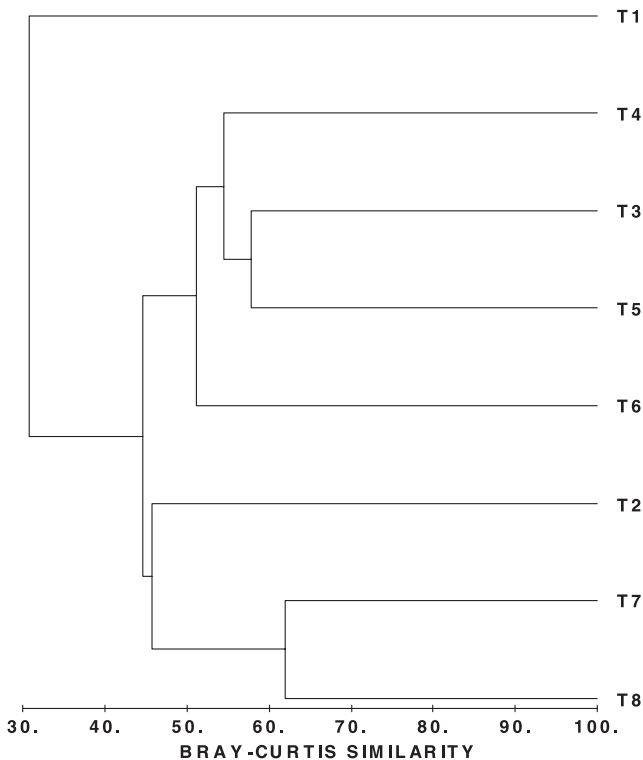 T1
T4
T3
T5
T6
T2
T7
T8
30. 40. 50. 60. 70. 80. 90. 100.
BRAY-CURTIS SIMILARITY